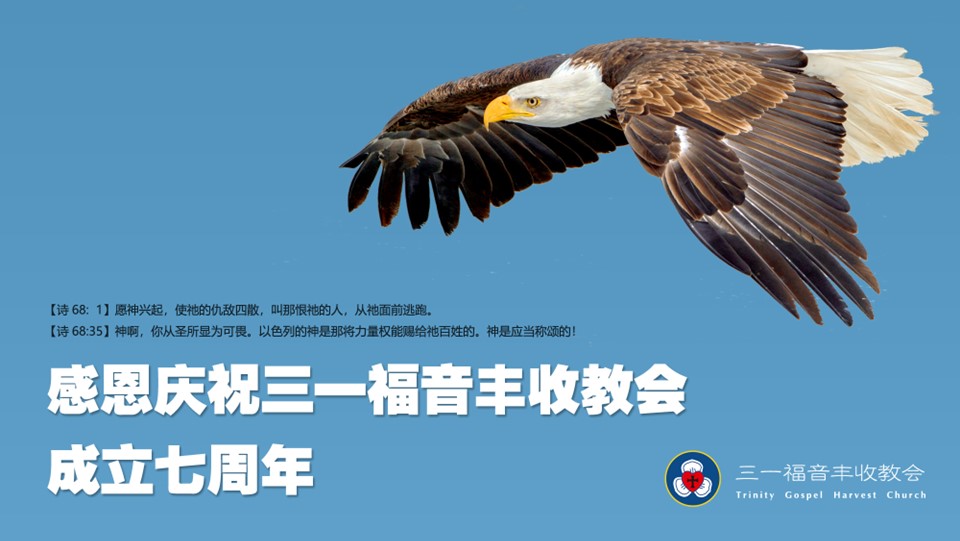 【诗 68：1】愿神兴起，使祂的仇敌四散，叫那恨祂的人，从祂面前逃跑。
【诗 68:35】神啊，你从圣所显为可畏。以色列的神是那将力量权能赐给祂百姓的。神是应当称颂的！
感恩庆祝三一福音丰收教会
成立七周年
三一福音丰收教会
Trinity Gospel Harvest Church